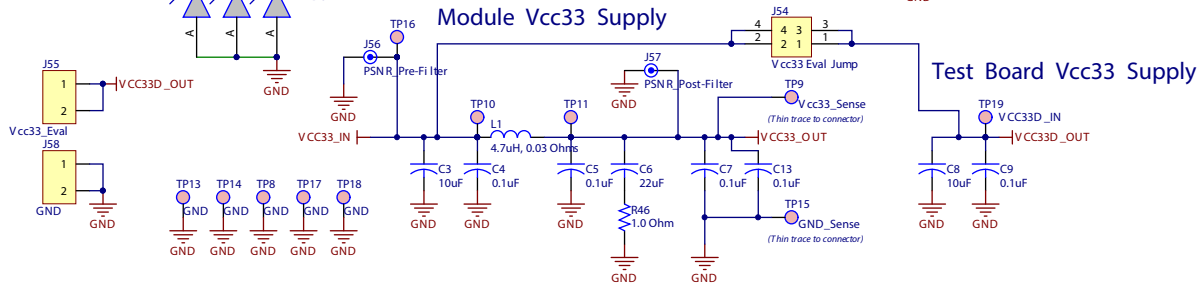 Module Vcc33 Supply
Test Board Vcc33 Supply
A
A
A
GND
J55
1
2
VCC33D_OUT
Vcc33_Eval
J58
1
2
GND
GND
TP13
GND
GND
TP14
GND
GND
TP8
GND
GND
TP17
GND
GND
TP18
GND
GND
TP16
J56
PSNR_Pre-Filter
GND
VCC33_IN
C3
10uF
GND
TP10
C4
0.1uF
GND
L1
4.7uH, 0.03 Ohms
TP11
C5
0.1uF
GND
C6
22uF
R46
1.0 Ohm
GND
J57
PSNR_Post-Filter
GND
J54
4 4 3 3
2 2 1 1
Vcc33 Eval Jump
TP9
Vcc33_Sense
(Thin trace to connector)
VCC33_OUT
C7
0.1uF
C13
0.1uF
TP15
GND_Sense
(Thin trace to connector)
GND
TP19
VCC33D_IN
VCC33D_OUT
C8
10uF
GND
C9
0.1uF
GND